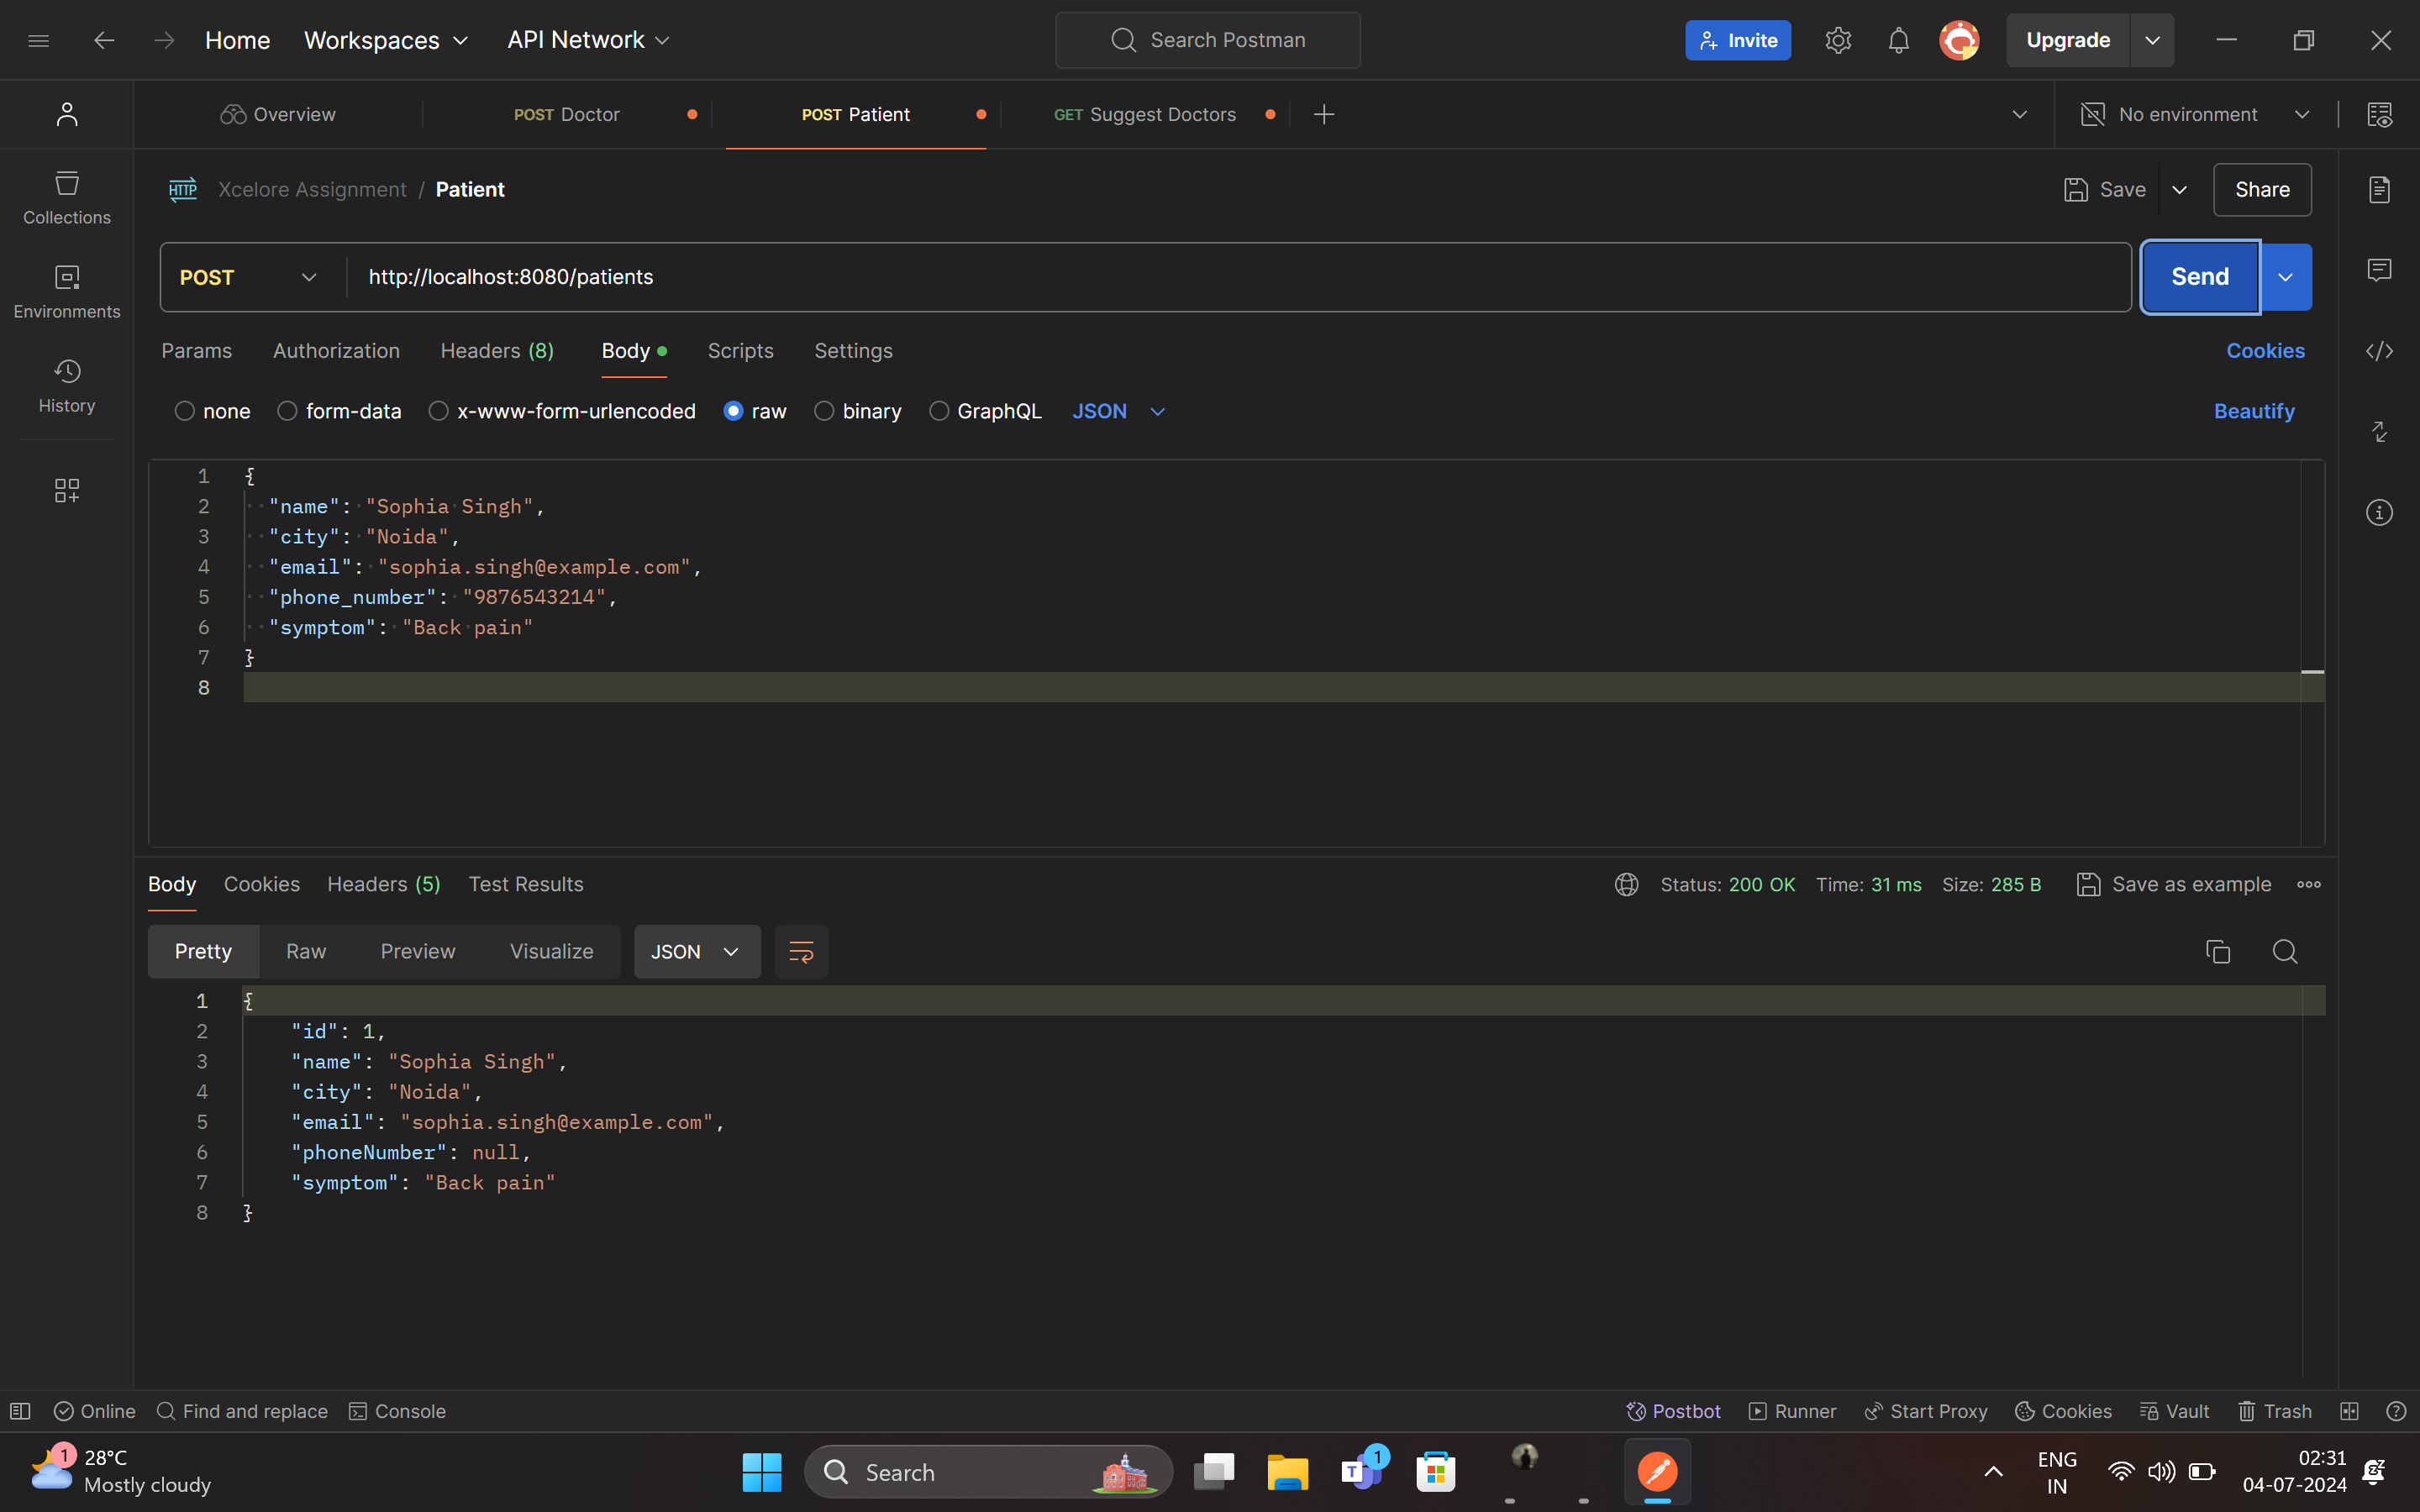 Home Workspaces API Network Search Postman Invite Upgrade
Overview POST Doctor POST Patient GET Suggest Doctors No environment
HTTP Xcelore Assignment / Patient Save Share
Collections
POST http://localhost:8080/patients Send
Environments
Params Authorization Headers (8) Body Scripts Settings Cookies
History
none form-data x-www-form-urlencoded raw binary GraphQL JSON Beautify
1 {
2 "name": "Sophia Singh",
3 "city": "Noida",
4 "email": "sophia.singh@example.com",
5 "phone_number": "9876543214",
6 "symptom": "Back pain"
7 }
8
Body Cookies Headers (5) Test Results Status: 200 OK Time: 31 ms Size: 285 B Save as example
Pretty Raw Preview Visualize JSON
1 {
2 "id": 1,
3 "name": "Sophia Singh",
4 "city": "Noida",
5 "email": "sophia.singh@example.com",
6 "phoneNumber": null,
7 "symptom": "Back pain"
8 }
Online Find and replace Console Postbot Runner Start Proxy Cookies Vault Trash
1 28°C
Mostly cloudy
Search
T 1
ENG
IN
02:31
04-07-2024